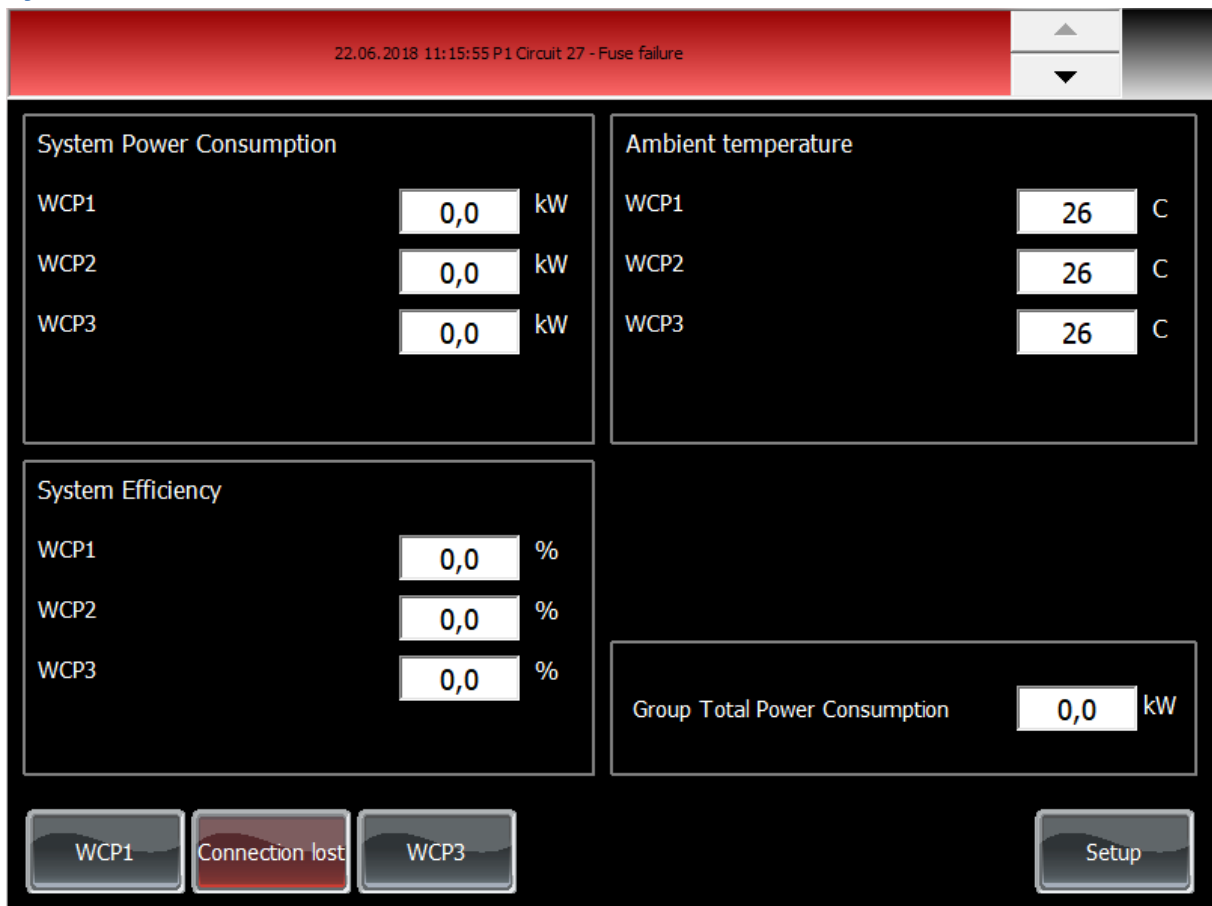 22.06.2018 11:15:55 P1 Circuit 27 - Fuse failure
System Power Consumption
WCP1 0,0 kW
WCP2 0,0 kW
WCP3 0,0 kW
Ambient temperature
WCP1 26 C
WCP2 26 C
WCP3 26 C
System Efficiency
WCP1 0,0 %
WCP2 0,0 %
WCP3 0,0 %
Group Total Power Consumption 0,0 kW
WCP1 Connection lost WCP3 Setup